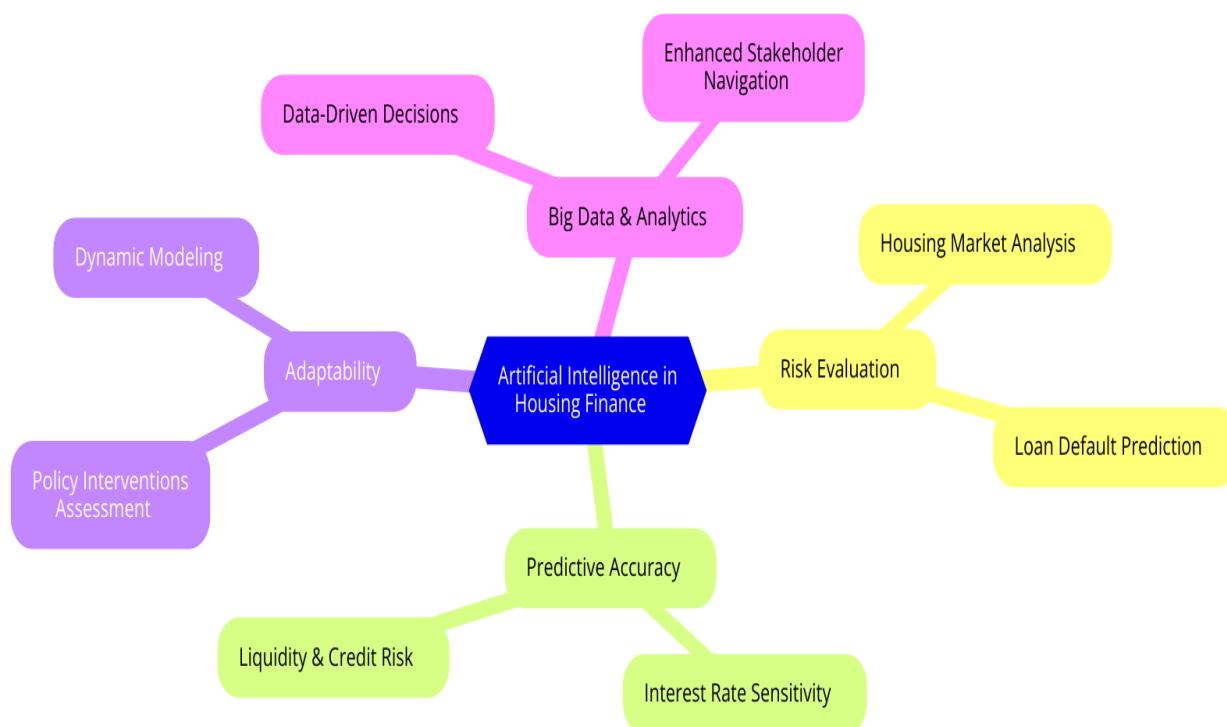 Enhanced Stakeholder
Navigation
Data-Driven Decisions
Big Data & Analytics
Housing Market Analysis
Dynamic Modeling
Adaptability
Artificial Intelligence in
Housing Finance
Risk Evaluation
Loan Default Prediction
Policy Interventions
Assessment
Predictive Accuracy
Liquidity & Credit Risk
Interest Rate Sensitivity